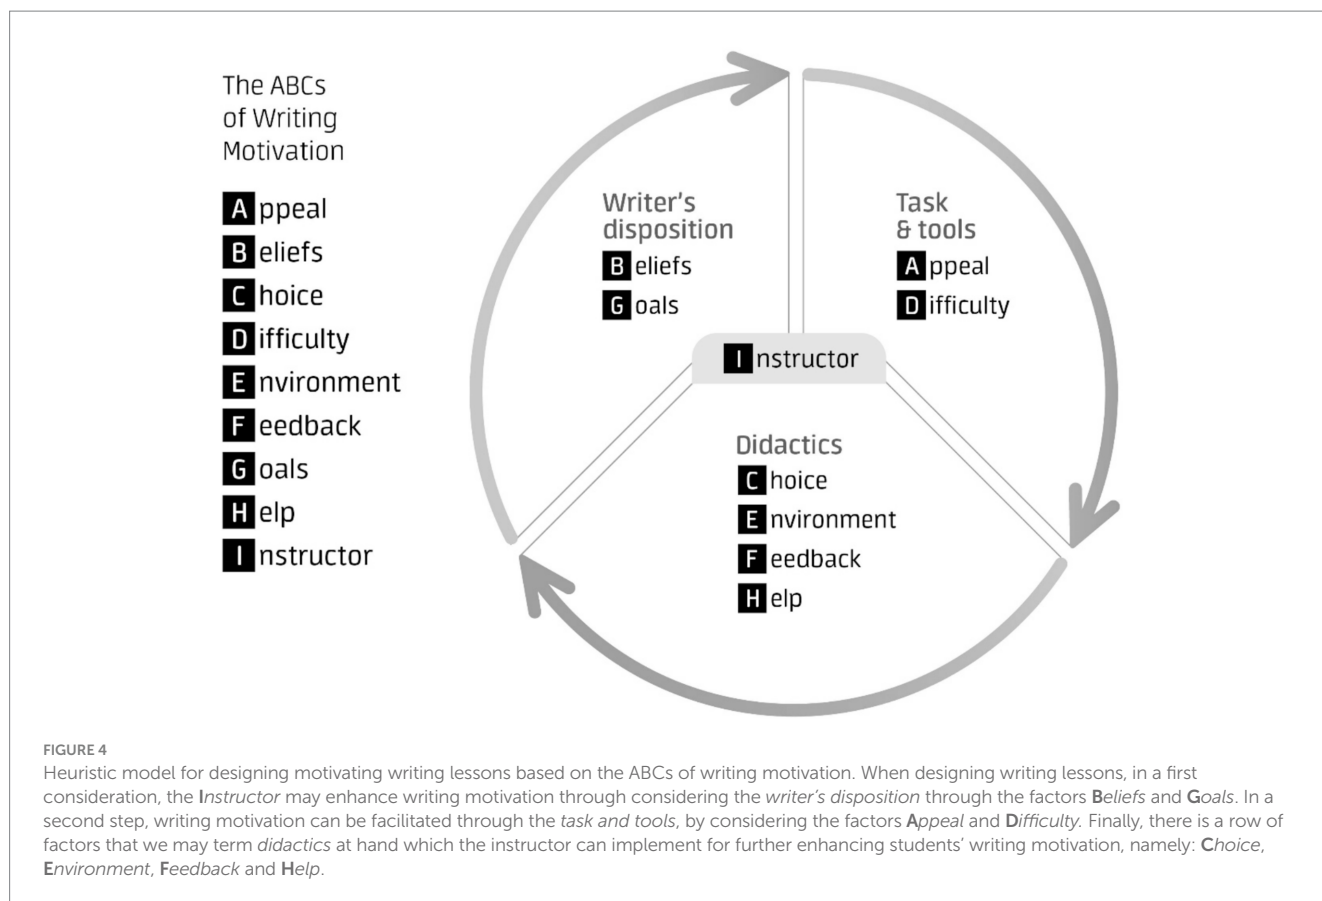 The ABCs
of Writing
Motivation
Appeal
Beliefs
Choice
Difficulty
Environment
Feedback
Goals
Help
Instructor
Writer's
disposition
Beliefs
Goals
Task
& tools
Appeal
Difficulty
Instructor
Didactics
Choice
Environment
Feedback
Help
FIGURE 4
Heuristic model for designing motivating writing lessons based on the ABCs of writing motivation. When designing writing lessons, in a first
consideration, the Instructor may enhance writing motivation through considering the writer's disposition through the factors Beliefs and Goals. In a
second step, writing motivation can be facilitated through the task and tools, by considering the factors Appeal and Difficulty. Finally, there is a row of
factors that we may term didactics at hand which the instructor can implement for further enhancing students' writing motivation, namely: Choice,
Environment, Feedback and Help.